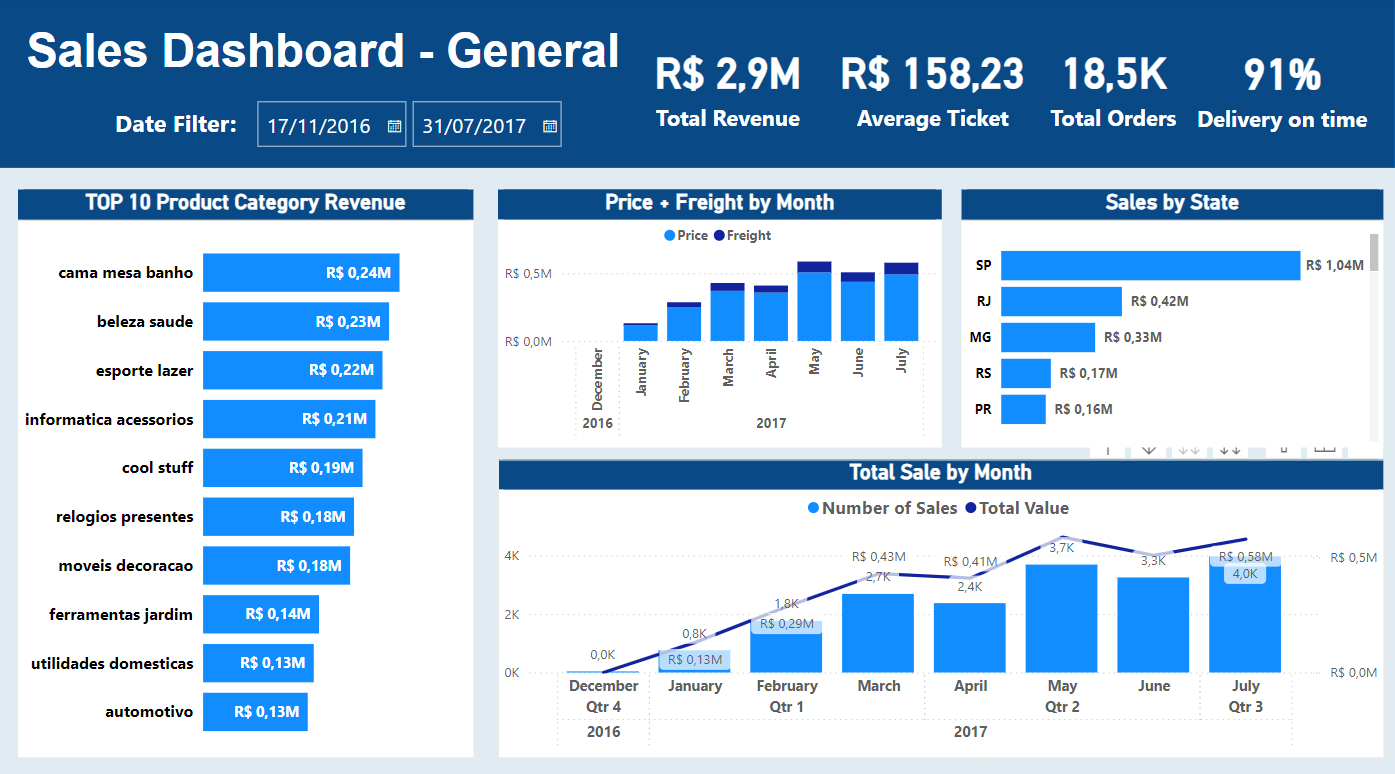 Sales Dashboard - General
Date Filter: 17/11/2016 31/07/2017
R$ 2,9M
Total Revenue
R$ 158,23
Average Ticket
18,5K
Total Orders
91%
Delivery on time
TOP 10 Product Category Revenue
cama mesa banho R$ 0,24M
beleza saude R$ 0,23M
esporte lazer R$ 0,22M
informatica acessorios R$ 0,21M
cool stuff R$ 0,19M
relogios presentes R$ 0,18M
moveis decoracao R$ 0,18M
ferramentas jardim R$ 0,14M
utilidades domesticas R$ 0,13M
automotivo R$ 0,13M
Price + Freight by Month
Price Freight
R$ 0,5M
R$ 0,0M
December January February March April May June July
2016 2017
Sales by State
SP R$ 1,04M
RJ R$ 0,42M
MG R$ 0,33M
RS R$ 0,17M
PR R$ 0,16M
Total Sale by Month
Number of Sales Total Value
4K
2K
0K
R$ 0,5M
R$ 0,0M
0,0K
0,8K
R$ 0,13M
1,8K
R$ 0,29M
R$ 0,43M
2,7K
R$ 0,41M
2,4K
3,7K
3,3K
R$ 0,58M
4,0K
December January February March April May June July
Qtr 4 Qtr 1 Qtr 2 Qtr 3
2016 2017